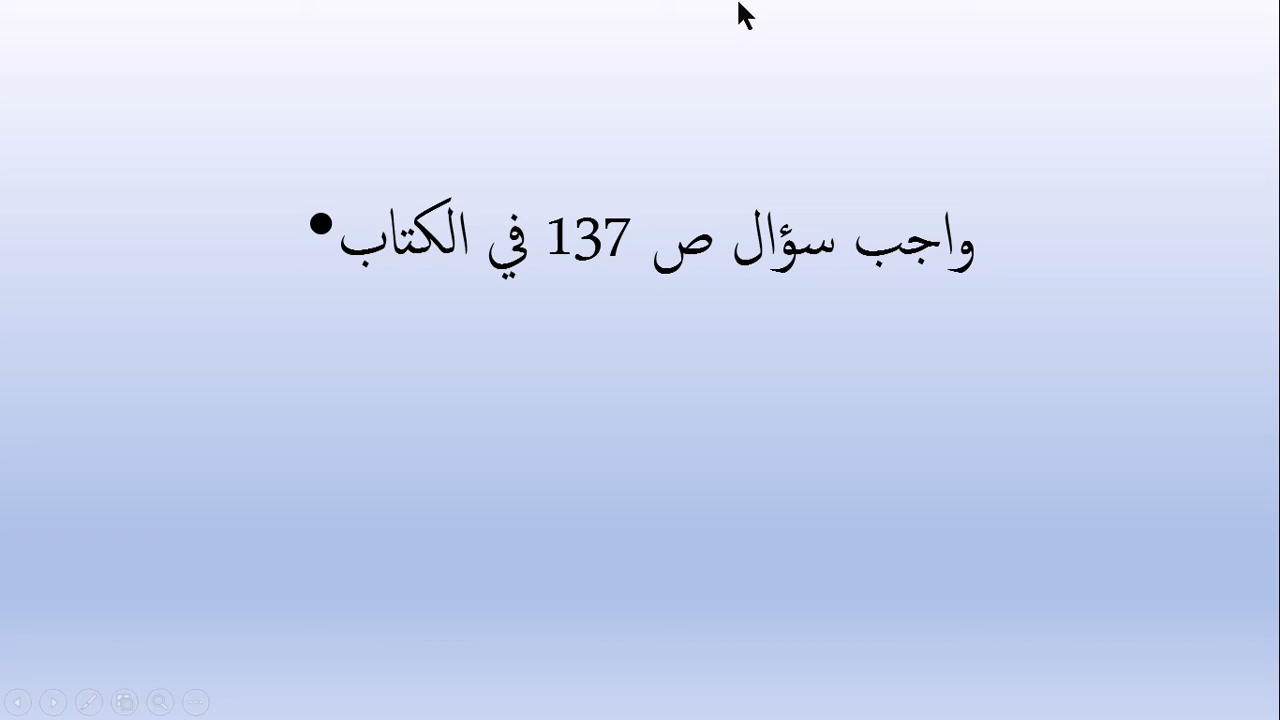 • واجب سؤال ص 137 في الكتاب